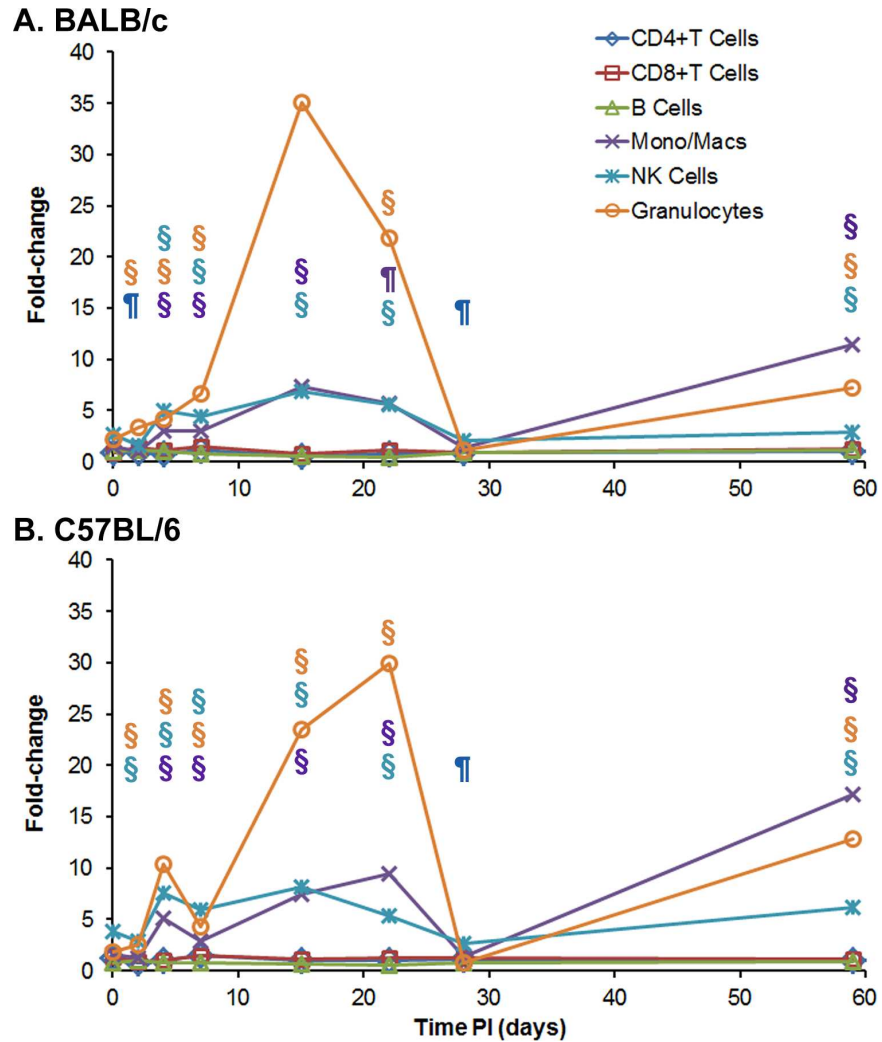 A. BALB/c
CD4+T Cells
CD8+T Cells
B Cells
Mono/Macs
NK Cells
Granulocytes
Fold-change
40
35
30
25
20
15
10
5
0
§ § § § §
§ § § § ¶ §
¶ § § § § ¶ §
0 10 20 30 40 50 60
B. C57BL/6
Fold-change
40
35
30
25
20
15
10
5
0
§ § § § §
§ § § § § §
§ § § § § ¶ §
0 10 20 30 40 50 60
Time PI (days)